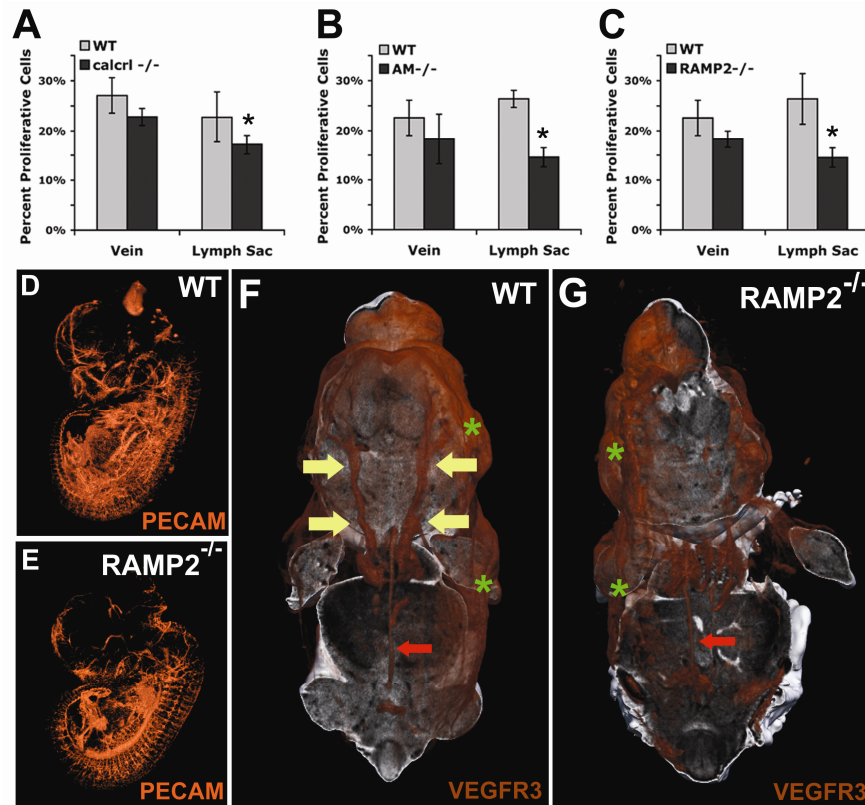 A
WT
calcrl -/-
Percent Proliferative Cells
30%
20%
10%
0%
*
Vein
Lymph Sac
B
WT
AM-/-
Percent Proliferative Cells
30%
20%
10%
0%
*
Vein
Lymph Sac
C
WT
RAMP2-/-
Percent Proliferative Cells
30%
20%
10%
0%
*
Vein
Lymph Sac
D
WT
PECAM
E
RAMP2-/-
PECAM
F
WT
*
*
VEGFR3
G
RAMP2-/-
*
*
VEGFR3